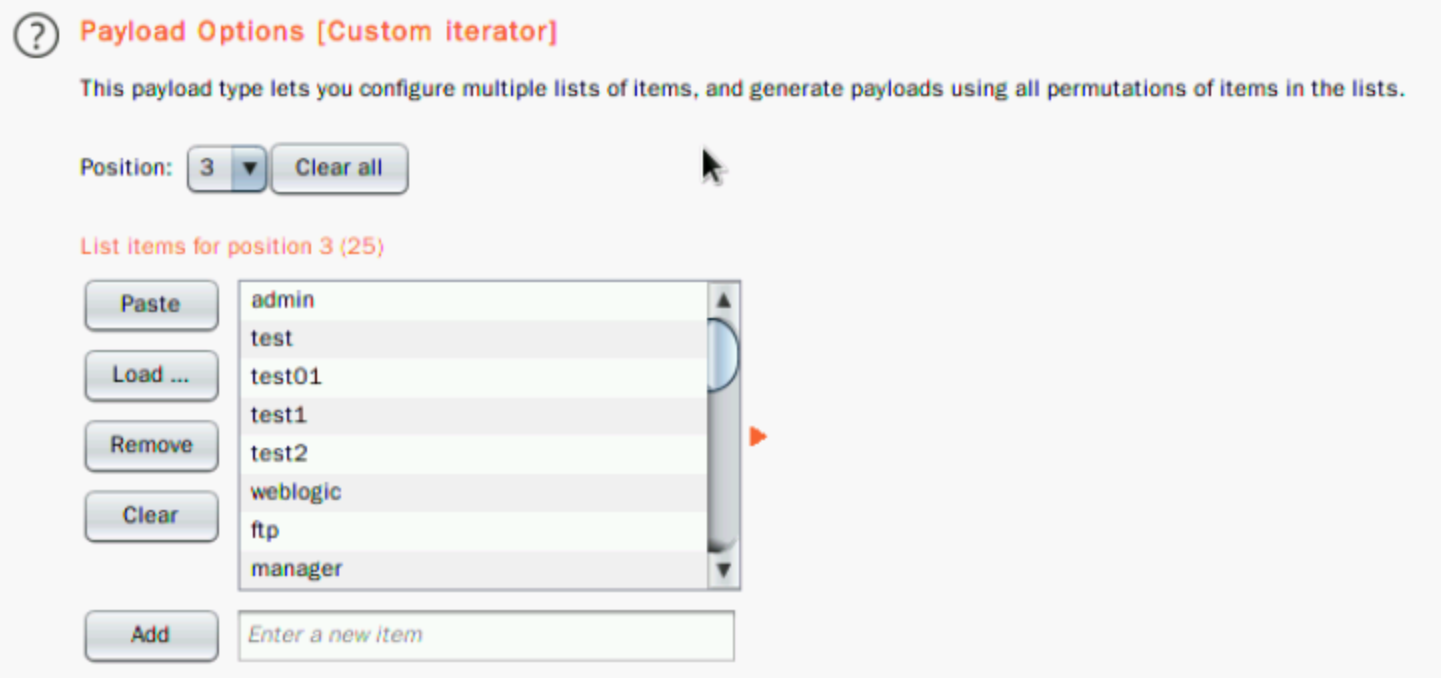 Payload Options [Custom iterator]
This payload type lets you configure multiple lists of items, and generate payloads using all permutations of items in the lists.
Position: 3 Clear all
List items for position 3 (25)
Paste
Load ...
Remove
Clear
admin
test
test01
test1
test2
weblogic
ftp
manager
Add Enter a new item